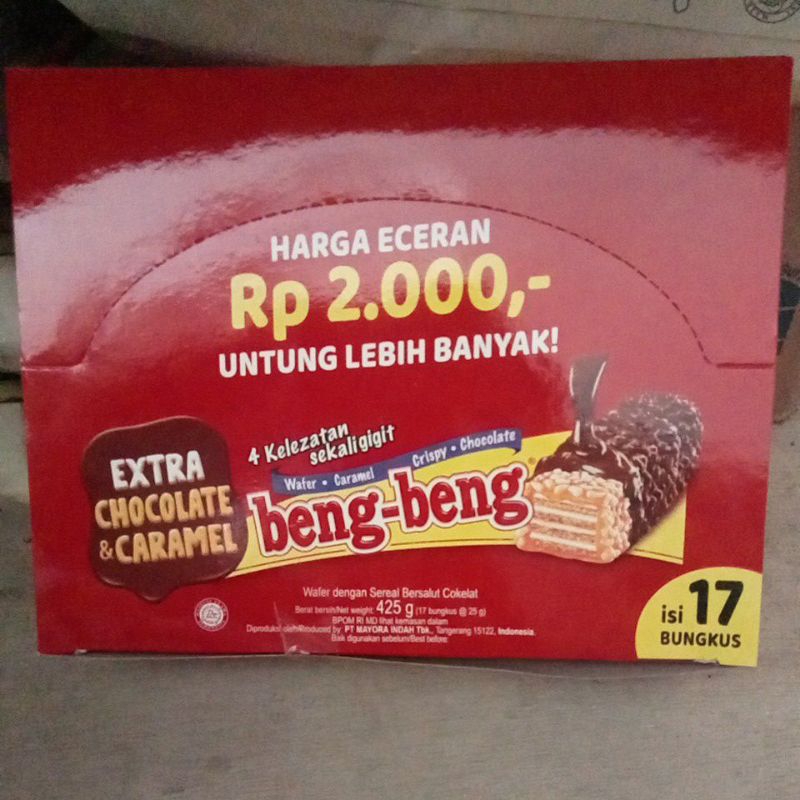 HARGA ECERAN
Rp 2.000,-
UNTUNG LEBIH BANYAK!
4 Kelezatan
sekali gigit
Wafer • Caramel Crispy • Chocolate
beng-beng
EXTRA
CHOCOLATE
& CARAMEL
Wafer dengan Sereal Bersalut Cokelat
Berat bersih/Net weight: 425 g (17 bungkus @ 25 g)
BPOM RI MD lihat kemasan dalam
Diproduksi oleh/Produced by: PT MAYORA INDAH Tbk., Tangerang 15122, Indonesia.
Baik digunakan sebelum/Best before:
isi 17
BUNGKUS